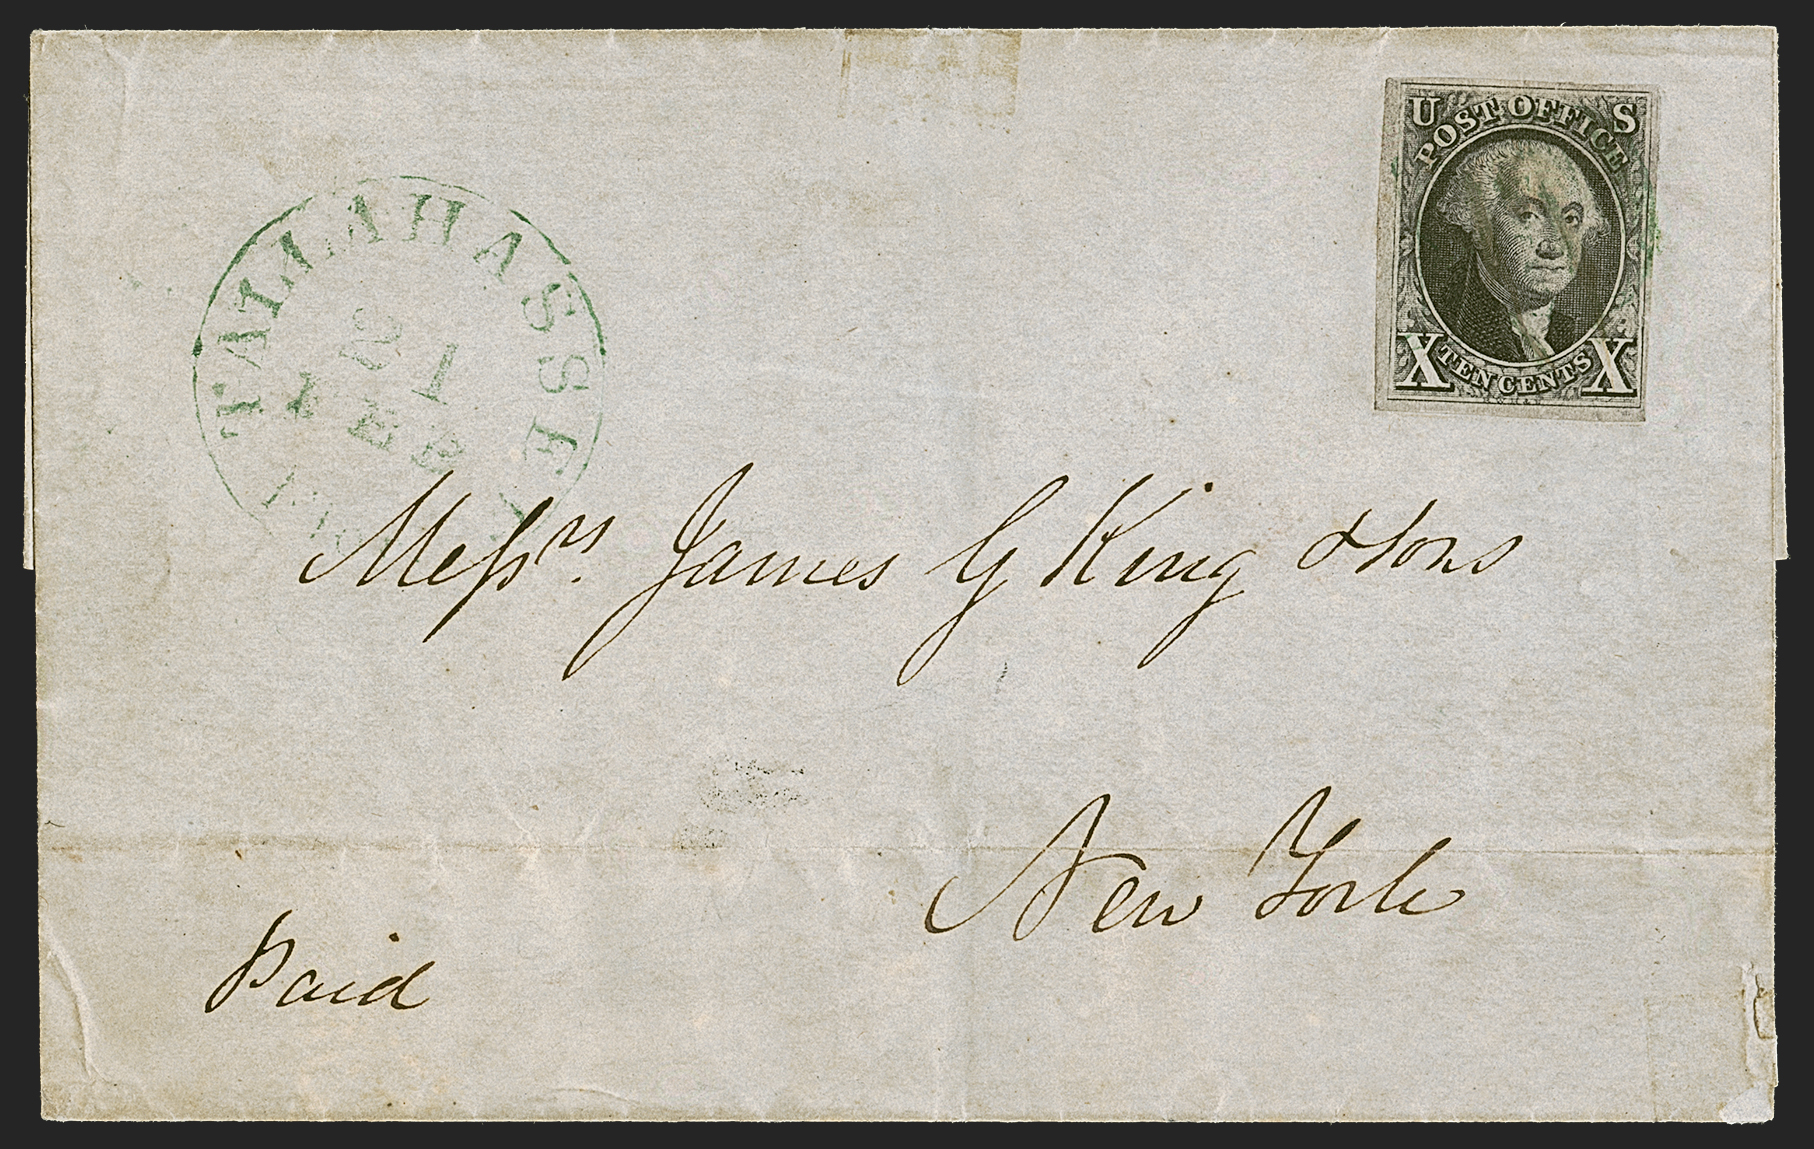 U S
POST OFFICE
X TEN CENTS X
TALLAHASSEE
21
FEB
Messrs. James G King & Sons
New York
Paid